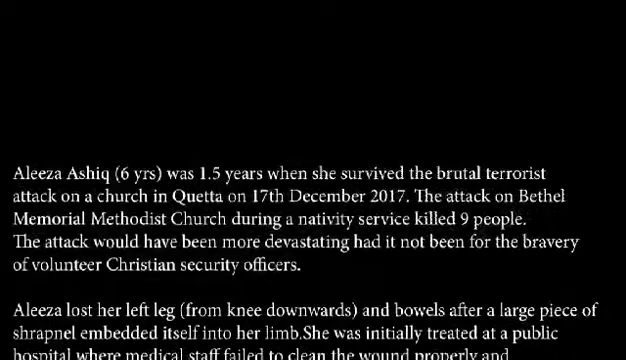 Aleeza Ashiq (6 yrs) was 1.5 years when she survived the brutal terrorist
attack on a church in Quetta on 17th December 2017. The attack on Bethel
Memorial Methodist Church during a nativity service killed 9 people.
The attack would have been more devastating had it not been for the bravery
of volunteer Christian security officers.
Aleeza lost her left leg (from knee downwards) and bowels after a large piece of
shrapnel embedded itself into her limb.She was initially treated at a public
hospital where medical staff failed to clean the wound properly and